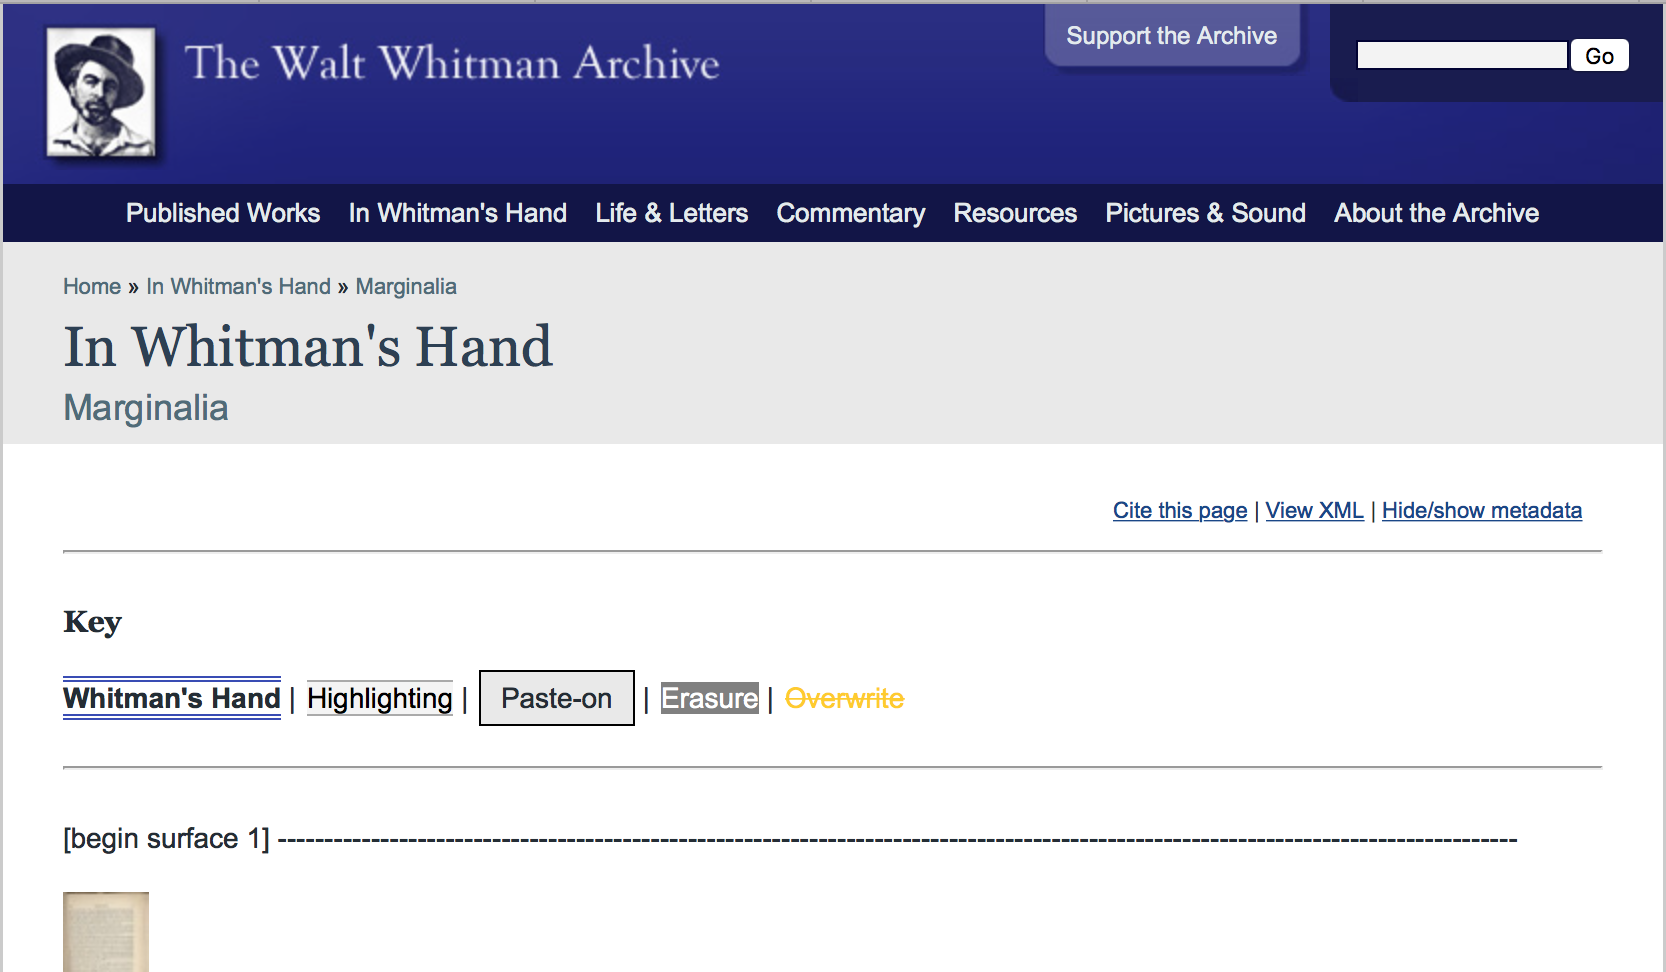 The Walt Whitman Archive
Support the Archive
Go
Published Works In Whitman's Hand Life & Letters Commentary Resources Pictures & Sound About the Archive
Home » In Whitman's Hand » Marginalia
In Whitman's Hand
Marginalia
Cite this page | View XML | Hide/show metadata
Key
Whitman's Hand | Highlighting | Paste-on | Erasure | Overwrite
[begin surface 1] ----------------------------------------------------------------------------------------------------------------------------------------